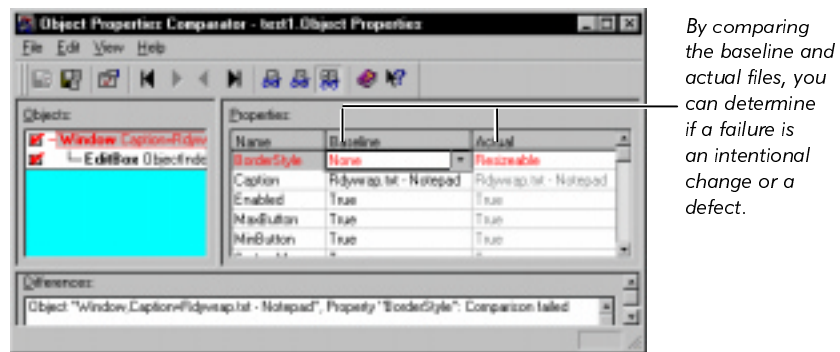 Object Properties Comparator - test1.Object Properties
File Edit View Help
Objects:
Window Caption=Rdyw
EditBox ObjectInde
Properties:
Name Baseline Actual
BorderStyle None Resizeable
Caption Rdywrap.txt - Notepad Rdywrap.txt - Notepad
Enabled True True
MaxButton True True
MinButton True True
Differences:
Object "Window,Caption=Rdywrap.txt - Notepad", Property "BorderStyle": Comparison failed
By comparing
the baseline and
actual files, you
can determine
if a failure is
an intentional
change or a
defect.